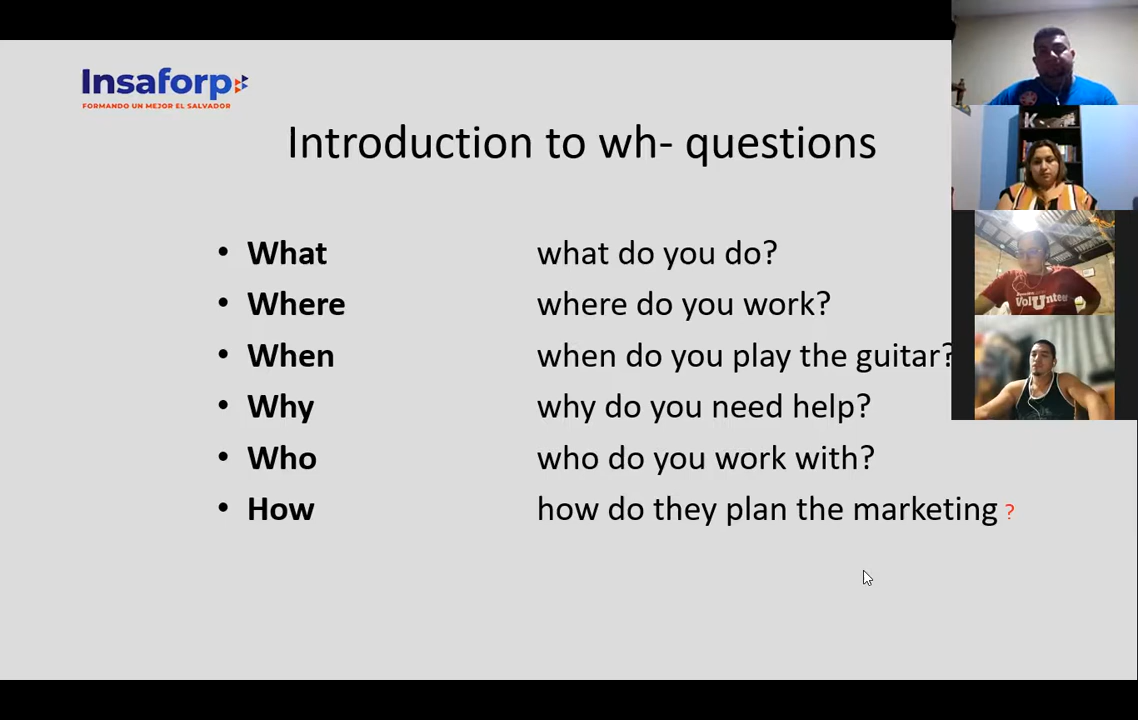 Insaforp
FORMANDO UN MEJOR EL SALVADOR
Introduction to wh- questions
• What what do you do?
• Where where do you work?
• When when do you play the guitar?
• Why why do you need help?
• Who who do you work with?
• How how do they plan the marketing ?
K
Volunteer